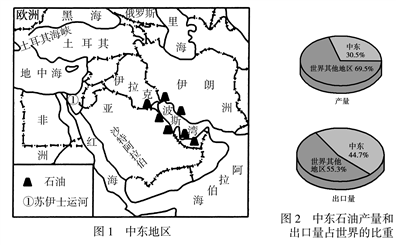 欧洲
黑海
俄罗斯
里海
土耳其海峡
土耳其
地中海
伊拉克
伊朗
亚
洲
波斯湾
非洲
①
红海
沙特阿拉伯
阿拉伯海
石油
①苏伊士运河
图1 中东地区
中东
30.5%
世界其他地区 69.5%
产量
中东
44.7%
世界其他
地区55.3%
出口量
图2 中东石油产量和
出口量占世界的比重